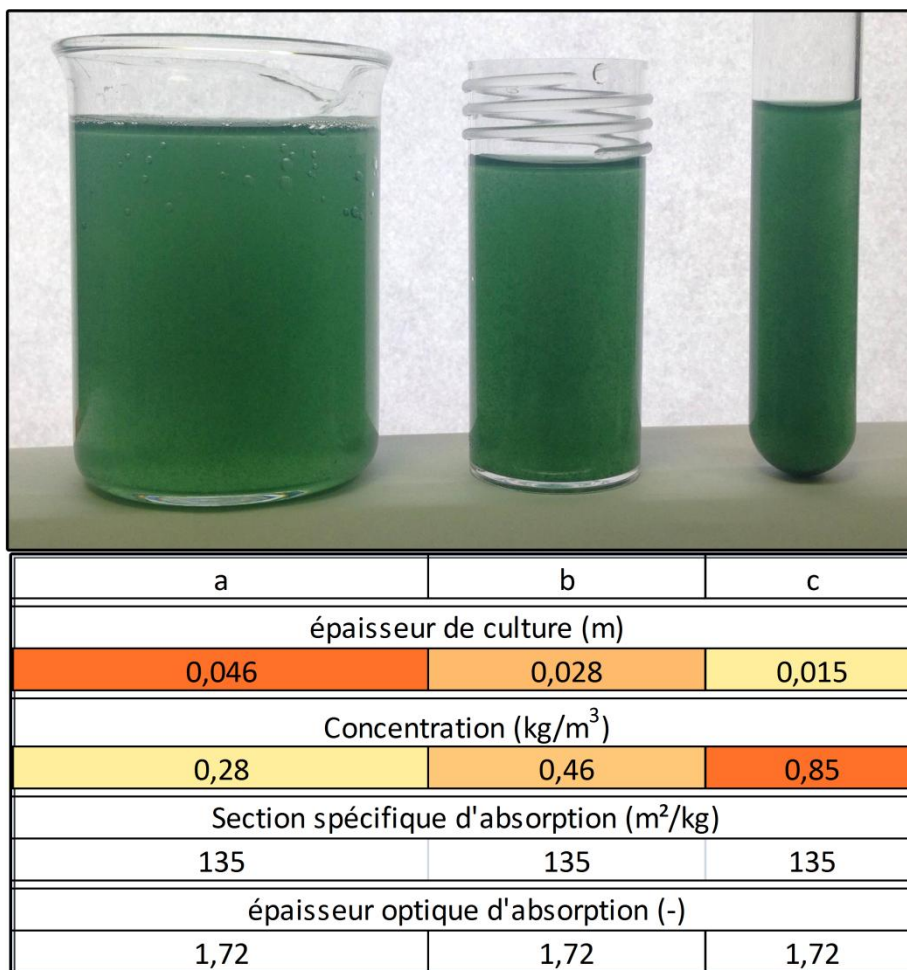 a b c
épaisseur de culture (m)
0,046 0,028 0,015
Concentration (kg/m³)
0,28 0,46 0,85
Section spécifique d'absorption (m²/kg)
135 135 135
épaisseur optique d'absorption (-)
1,72 1,72 1,72